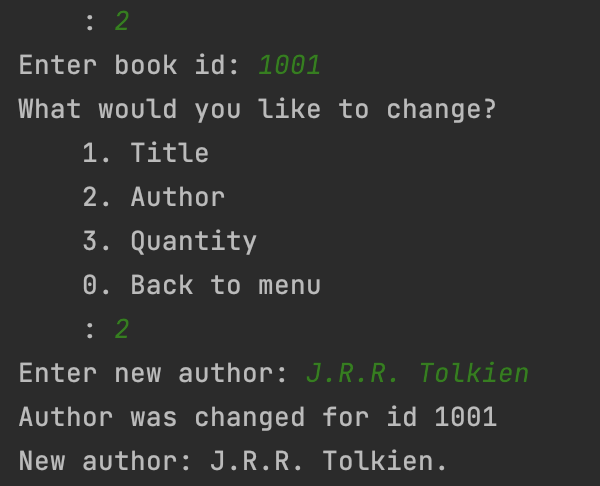 : 2
Enter book id: 1001
What would you like to change?
1. Title
2. Author
3. Quantity
0. Back to menu
: 2
Enter new author: J.R.R. Tolkien
Author was changed for id 1001
New author: J.R.R. Tolkien.